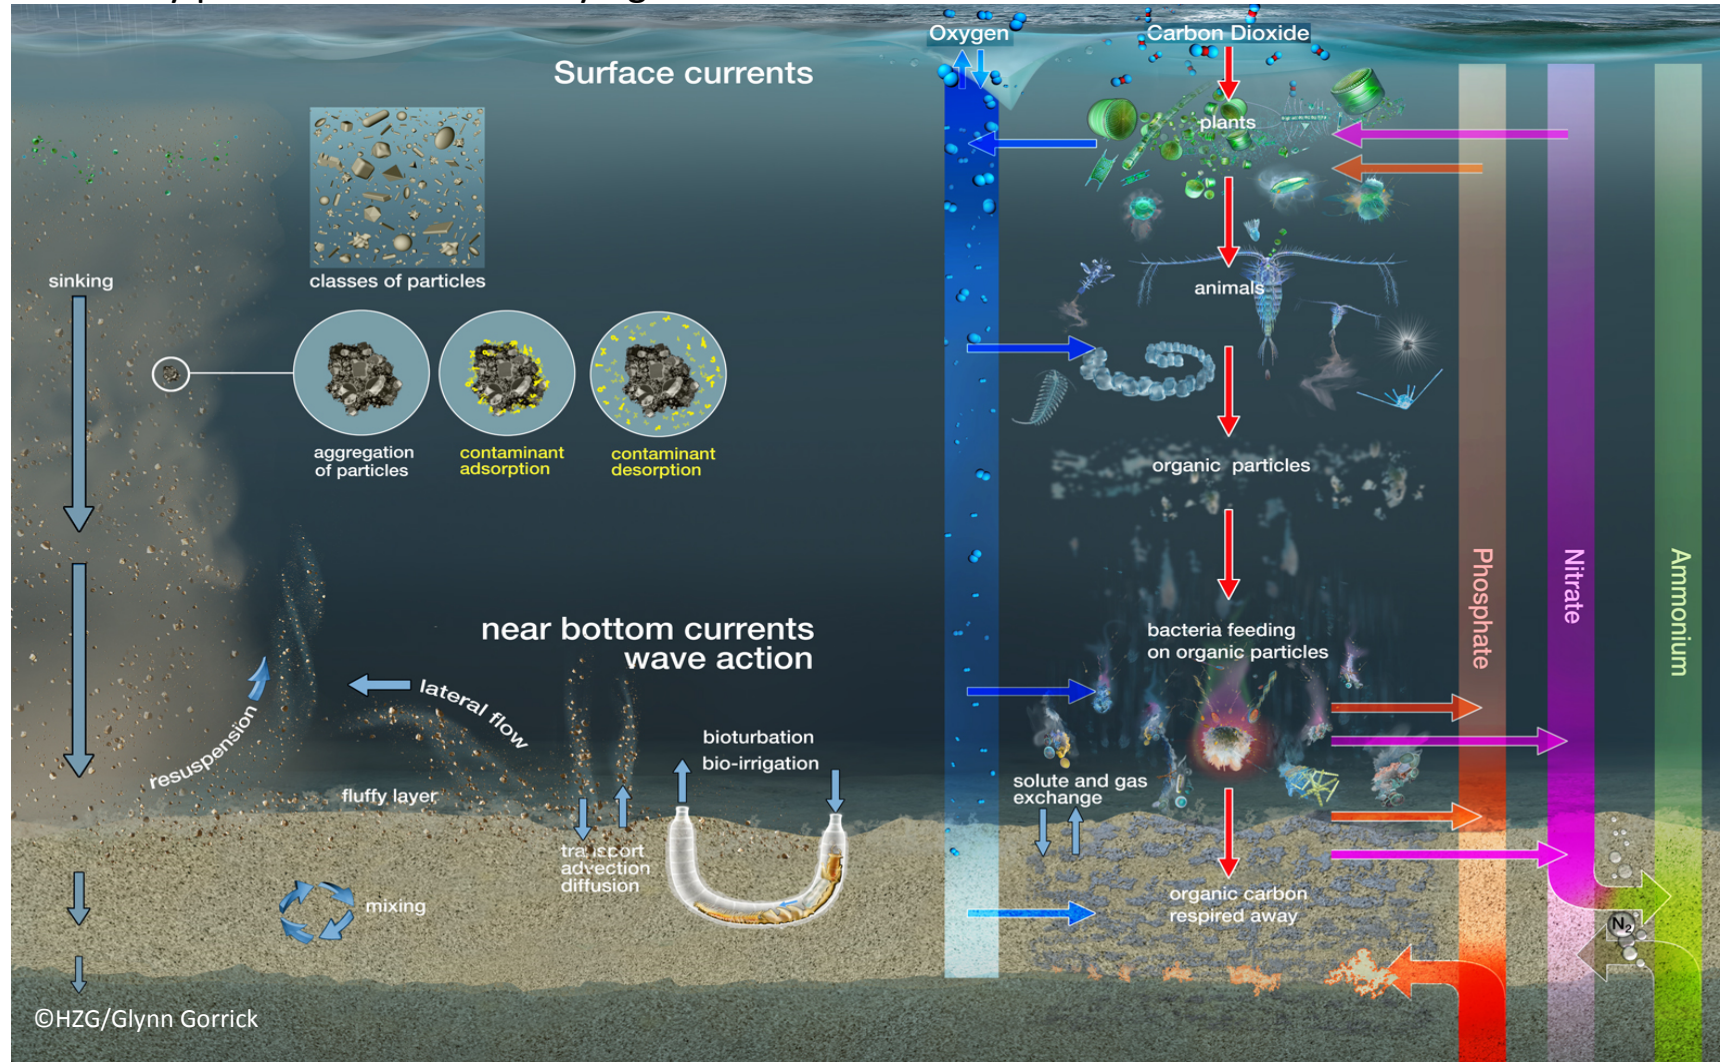 Oxygen
Carbon Dioxide
Surface currents
plants
sinking
classes of particles
animals
aggregation
of particles
contaminant
adsorption
contaminant
desorption
organic particles
near bottom currents
wave action
bacteria feeding
on organic particles
Phosphate
Nitrate
Ammonium
resuspension
lateral flow
bioturbation
bio-irrigation
fluffy layer
solute and gas
exchange
transport
advection
diffusion
mixing
organic carbon
respired away
N₂
©HZG/Glynn Gorrick